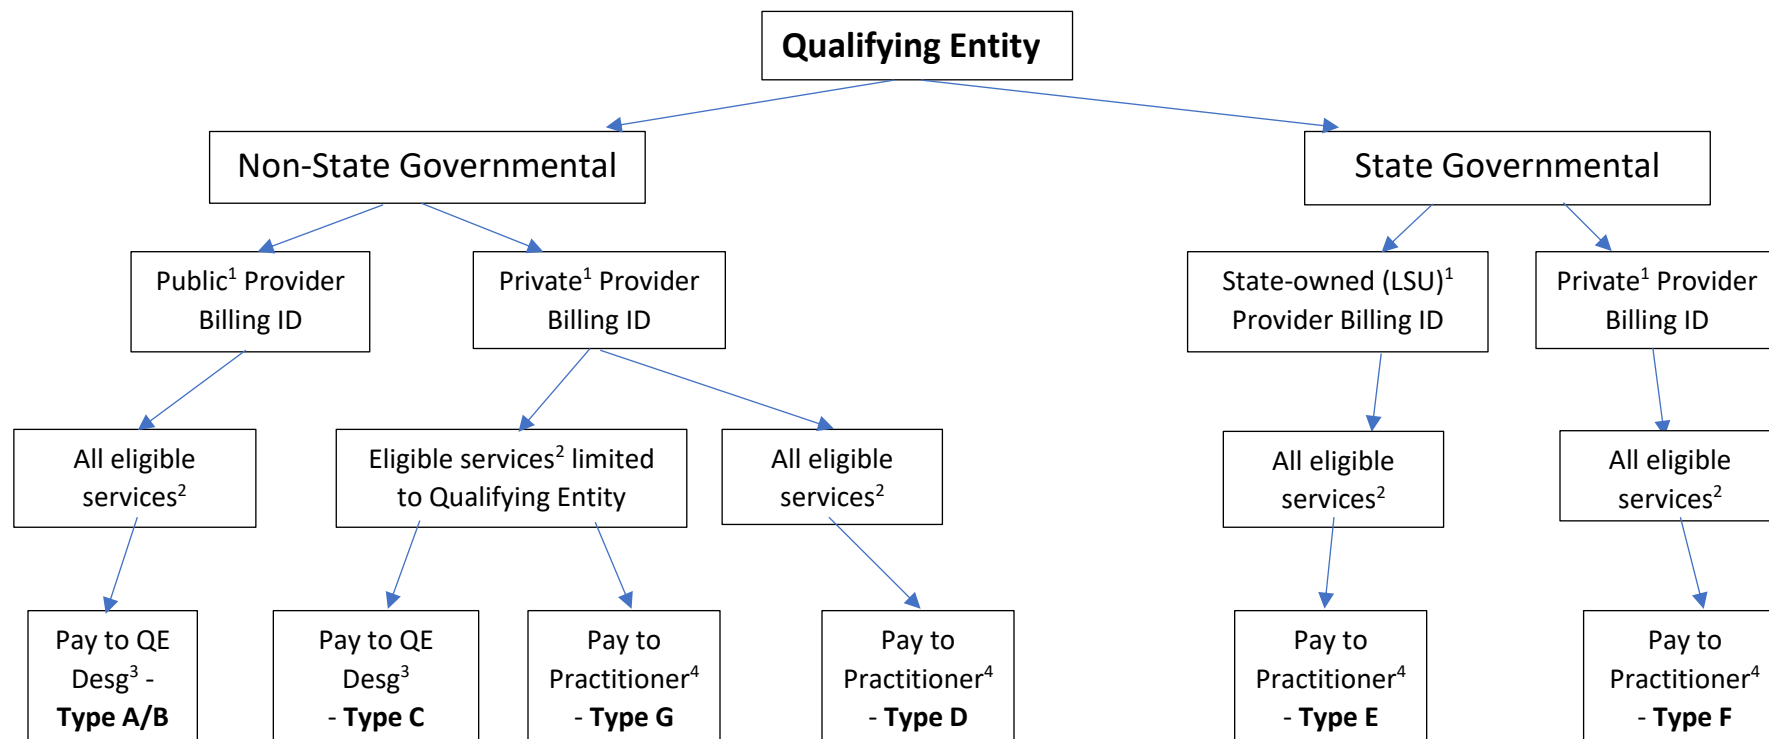 Qualifying Entity
Non-State Governmental
State Governmental
Public¹ Provider
Billing ID
Private¹ Provider
Billing ID
State-owned (LSU)¹
Provider Billing ID
Private¹ Provider
Billing ID
All eligible
services²
Eligible services² limited
to Qualifying Entity
All eligible
services²
All eligible
services²
All eligible
services²
Pay to QE
Desg³ -
Type A/B
Pay to QE
Desg³
- Type C
Pay to
Practitioner⁴
- Type G
Pay to
Practitioner⁴
- Type D
Pay to
Practitioner⁴
- Type E
Pay to
Practitioner⁴
- Type F